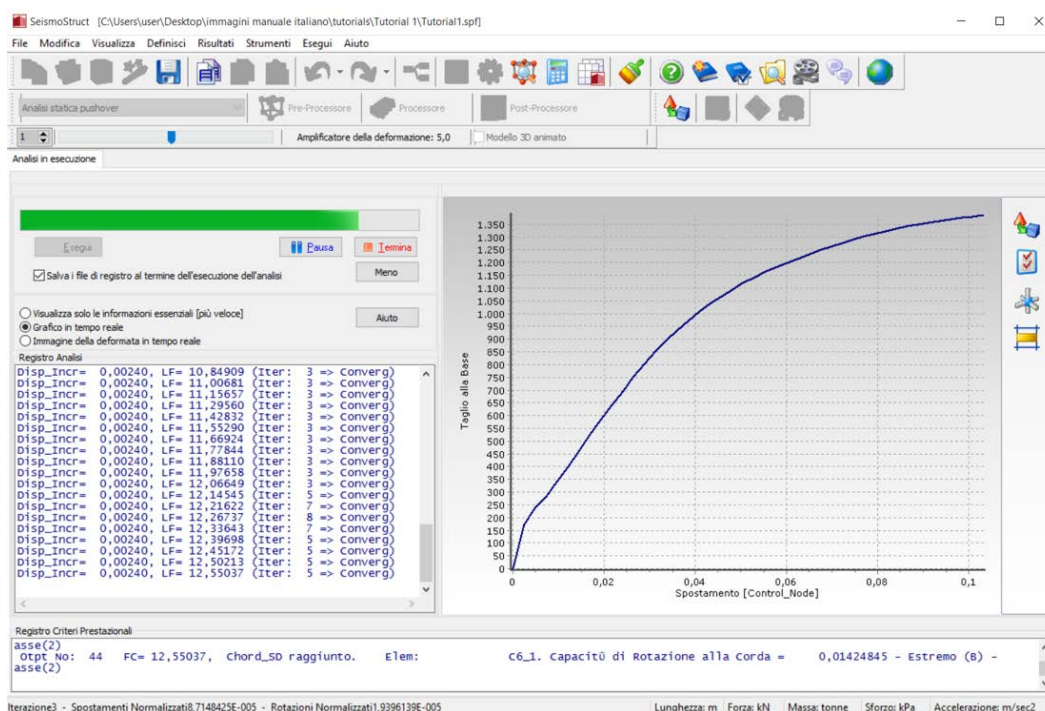 SeismoStruct [C:\Users\user\Desktop\immagini manuale italiano\tutorials\Tutorial 1\Tutorial1.spf]
File Modifica Visualizza Definisci Risultati Strumenti Esegui Aiuto
Analisi statica pushover Pre-Processore Processore Post-Processore
1 Amplificatore della deformazione: 5,0 Modello 3D animato
Analisi in esecuzione
Esegui Pausa Termina
Salva i file di registro al termine dell'esecuzione dell'analisi Meno
Visualizza solo le informazioni essenziali [più veloce]
Grafico in tempo reale
Immagine della deformata in tempo reale
Aiuto
Registro Analisi
Disp_Incr= 0,00240, LF= 10,84909 (Iter: 3 => Converg)
Disp_Incr= 0,00240, LF= 11,00681 (Iter: 3 => Converg)
Disp_Incr= 0,00240, LF= 11,15657 (Iter: 3 => Converg)
Disp_Incr= 0,00240, LF= 11,29560 (Iter: 3 => Converg)
Disp_Incr= 0,00240, LF= 11,42832 (Iter: 3 => Converg)
Disp_Incr= 0,00240, LF= 11,55290 (Iter: 3 => Converg)
Disp_Incr= 0,00240, LF= 11,66924 (Iter: 3 => Converg)
Disp_Incr= 0,00240, LF= 11,77844 (Iter: 3 => Converg)
Disp_Incr= 0,00240, LF= 11,88110 (Iter: 3 => Converg)
Disp_Incr= 0,00240, LF= 11,97658 (Iter: 3 => Converg)
Disp_Incr= 0,00240, LF= 12,06649 (Iter: 3 => Converg)
Disp_Incr= 0,00240, LF= 12,14545 (Iter: 5 => Converg)
Disp_Incr= 0,00240, LF= 12,21622 (Iter: 7 => Converg)
Disp_Incr= 0,00240, LF= 12,26737 (Iter: 8 => Converg)
Disp_Incr= 0,00240, LF= 12,33643 (Iter: 7 => Converg)
Disp_Incr= 0,00240, LF= 12,39698 (Iter: 5 => Converg)
Disp_Incr= 0,00240, LF= 12,45172 (Iter: 5 => Converg)
Disp_Incr= 0,00240, LF= 12,50213 (Iter: 5 => Converg)
Disp_Incr= 0,00240, LF= 12,55037 (Iter: 5 => Converg)
Taglio alla Base
1.350
1.300
1.250
1.200
1.150
1.100
1.050
1.000
950
900
850
800
750
700
650
600
550
500
450
400
350
300
250
200
150
100
50
0
0 0,02 0,04 0,06 0,08 0,1
Spostamento [Control_Node]
Registro Criteri Prestazionali
asse(2)
Otpt No: 44 FC= 12,55037, Chord_SD raggiunto. Elem: C6_1. Capacitû di Rotazione alla Corda = 0,01424845 - Estremo (B) -
asse(2)
Iterazione3 - Spostamenti Normalizzati8.7148425E-005 - Rotazioni Normalizzati1.9396139E-005 Lunghezza: m Forza: kN Massa: tonne Sforzo: kPa Accelerazione: m/sec2